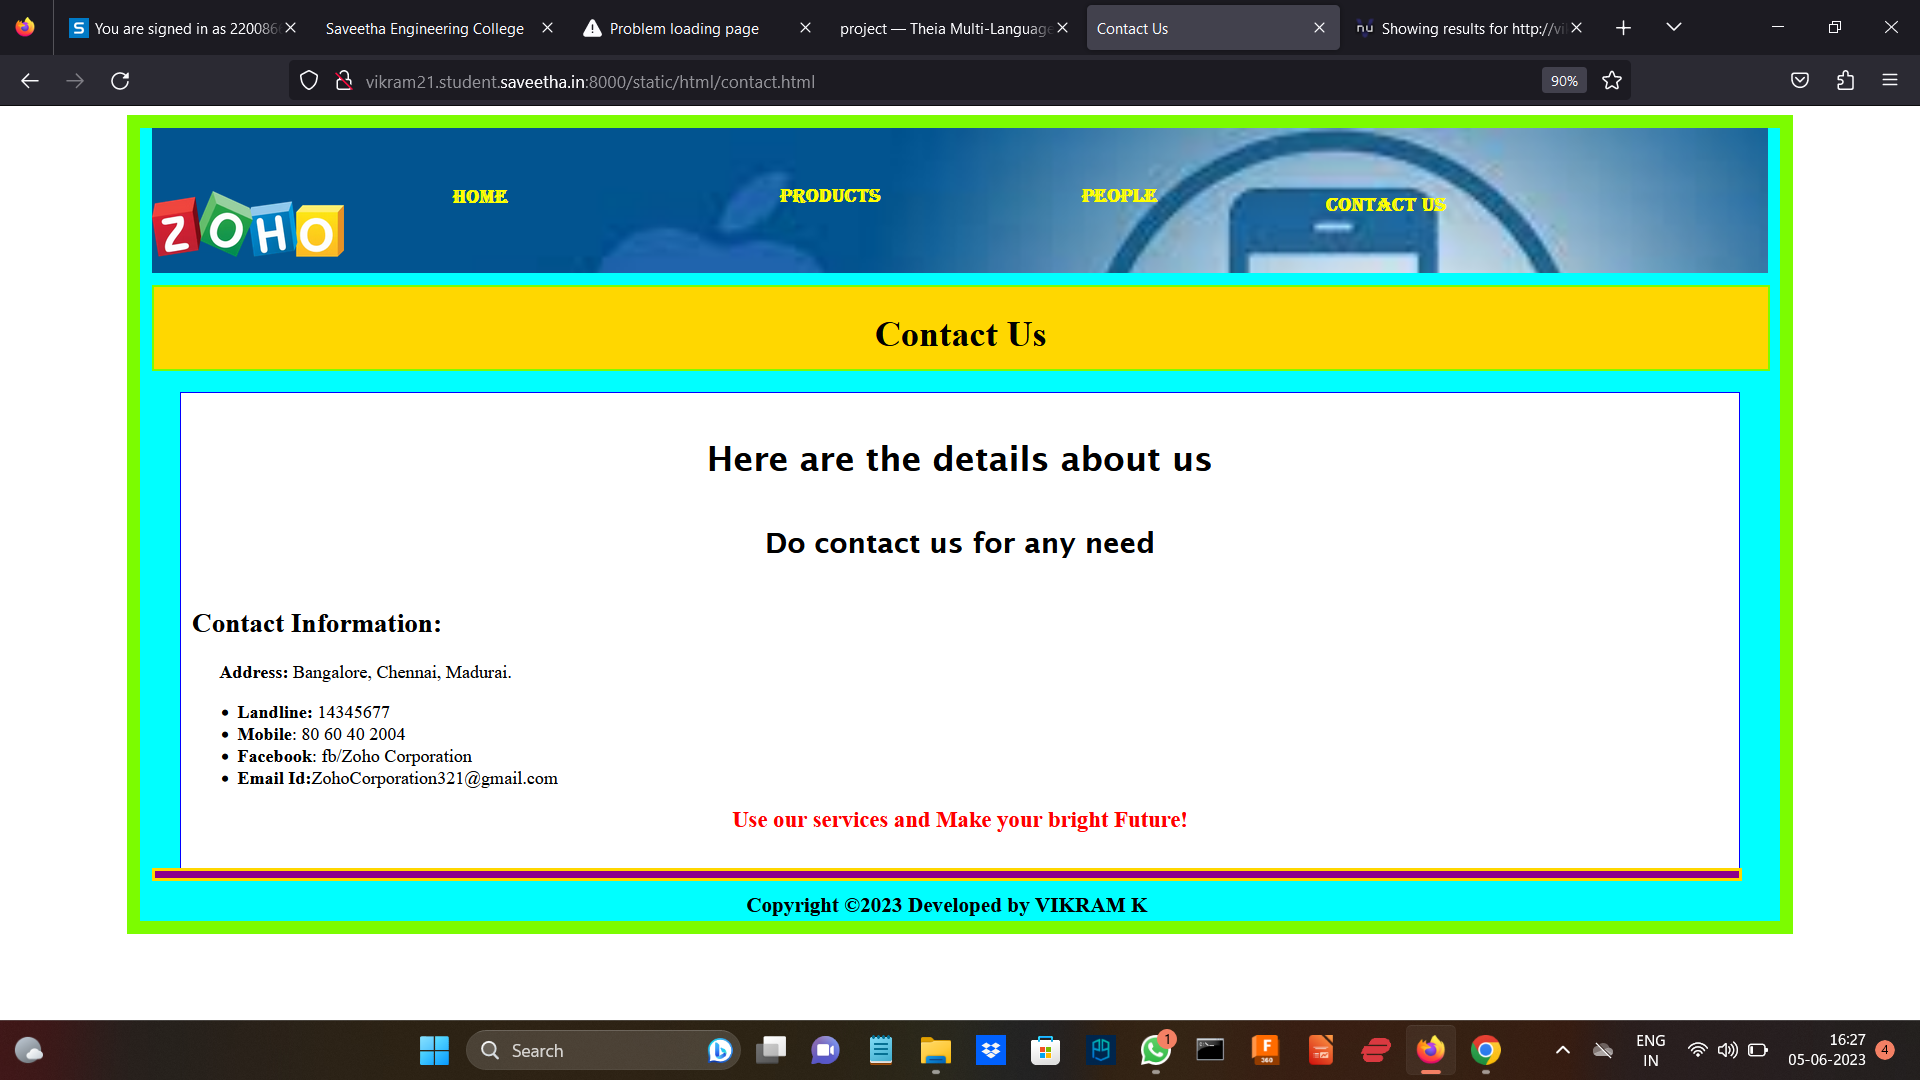 You are signed in as 220086
Saveetha Engineering College
Problem loading page
project — Theia Multi-Language
Contact Us
nu
Showing results for http://vi
vikram21.student.saveetha.in:8000/static/html/contact.html
90%
ZOHO
HOME
PRODUCTS
PEOPLE
CONTACT US
Contact Us
Here are the details about us
Do contact us for any need
Contact Information:
Address: Bangalore, Chennai, Madurai.
• Landline: 14345677
• Mobile: 80 60 40 2004
• Facebook: fb/Zoho Corporation
• Email Id:ZohoCorporation321@gmail.com
Use our services and Make your bright Future!
Copyright ©2023 Developed by VIKRAM K
Search
1
F
360
ENG
IN
16:27
05-06-2023
4